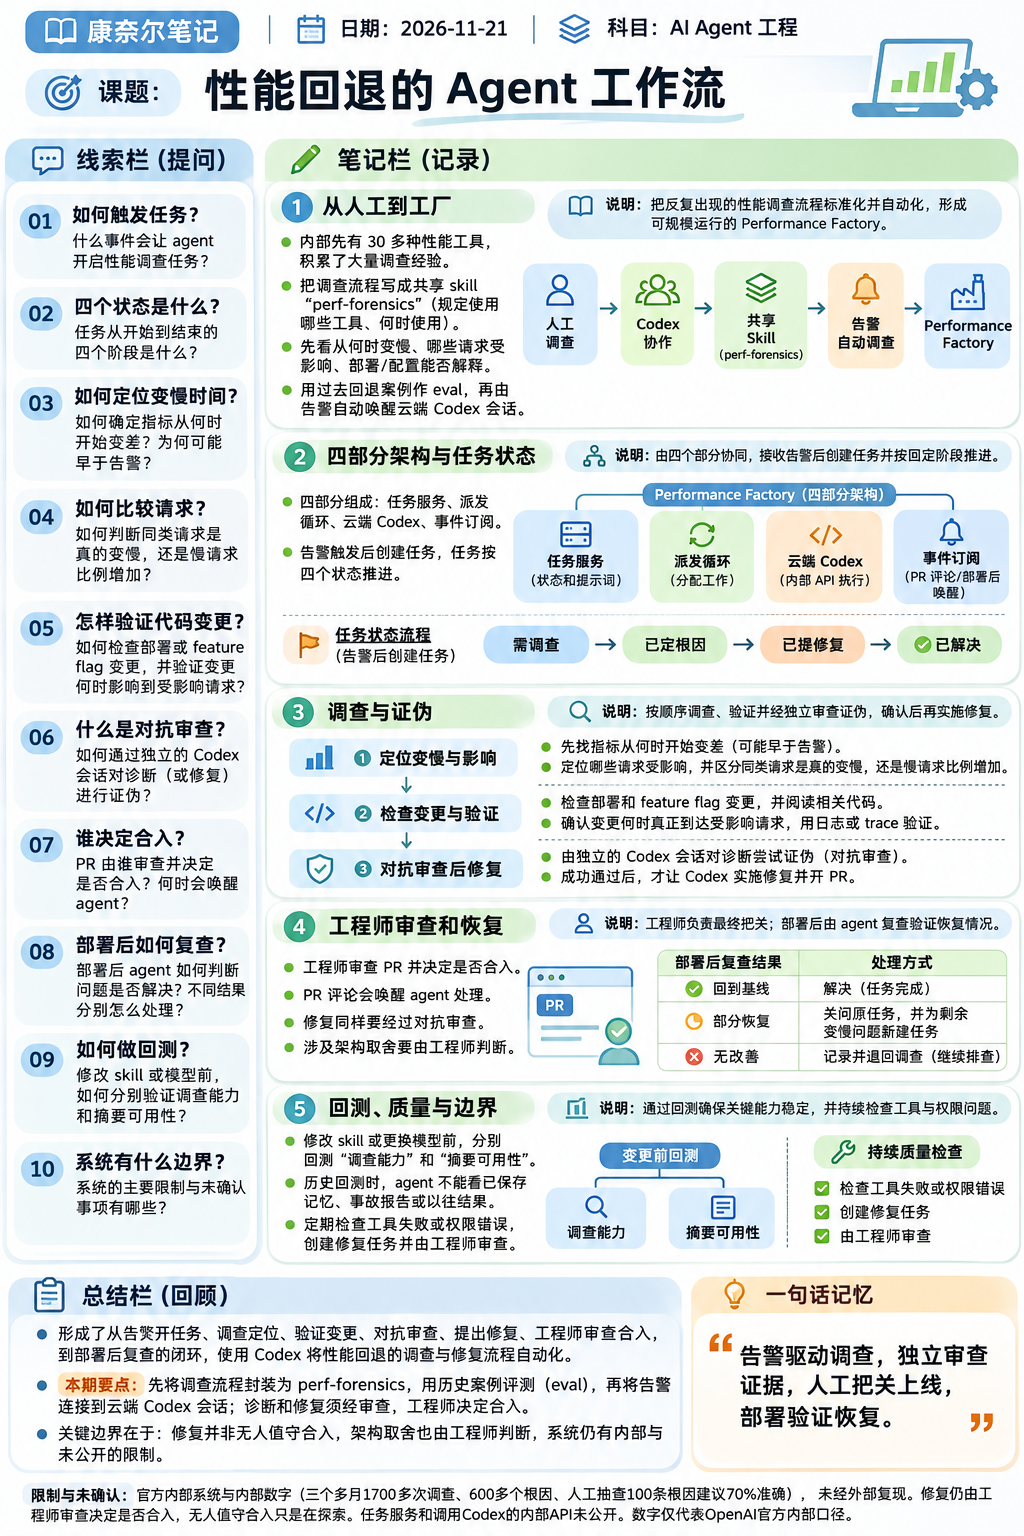 康奈尔笔记
日期：2026-11-21
科目：AI Agent 工程
课题：
性能回退的 Agent 工作流
线索栏（提问）
01 如何触发任务？
什么事件会让 agent
开启性能调查任务？
02 四个状态是什么？
任务从开始到结束的
四个阶段是什么？
03 如何定位变慢时间？
如何确定指标从何时
开始变差？为何可能
早于告警？
04 如何比较请求？
如何判断同类请求是
真的变慢，还是慢请求
比例增加？
05 怎样验证代码变更？
如何检查部署或 feature
flag 变更，并验证变更
何时影响到受影响请求？
06 什么是对抗审查？
如何通过独立的 Codex
会话对诊断（或修复）
进行证伪？
07 谁决定合入？
PR 由谁审查并决定
是否合入？何时会唤醒
agent？
08 部署后如何复查？
部署后 agent 如何判断
问题是否解决？不同结果
分别怎么处理？
09 如何做回测？
修改 skill 或模型前，
如何分别验证调查能力
和摘要可用性？
10 系统有什么边界？
系统的主要限制与未确认
事项有哪些？
笔记栏（记录）
1 从人工到工厂
说明：把反复出现的性能调查流程标准化并自动化，形成
可规模运行的 Performance Factory。
内部先有 30 多种性能工具，
积累了大量调查经验。
把调查流程写成共享 skill
“perf-forensics”（规定使用
哪些工具、何时使用）。
先看从何时变慢、哪些请求受
影响、部署/配置能否解释。
用过去回退案例作 eval，再由
告警自动唤醒云端 Codex 会话。
人工
调查
Codex
协作
共享
Skill
(perf-forensics)
告警
自动调查
Performance
Factory
2 四部分架构与任务状态
说明：由四个部分协同，接收告警后创建任务并按回定阶段推进。
四部分组成：任务服务、派发
循环、云端 Codex、事件订阅。
告警触发后创建任务，任务按
四个状态推进。
Performance Factory（四部分架构）
任务服务
（状态和提示词）
派发循环
（分配工作）
云端 Codex
（内部 API 执行）
事件订阅
（PR 评论/部署后
唤醒）
任务状态流程
（告警后创建任务）
需调查
已定根因
已提修复
已解决
3 调查与证伪
说明：按顺序调查、验证并经独立审查证伪，确认后再实施修复。
1 定位变慢与影响
先找指标从何时开始变差（可能早于告警）。
定位哪些请求受影响，并区分同类请求是真的变慢，还是慢请求比例增加。
2 检查变更与验证
检查部署和 feature flag 变更，并阅读相关代码。
确认变更何时真正到达受影响请求，用日志或 trace 验证。
3 对抗审查后修复
由独立的 Codex 会话对诊断尝试证伪（对抗审查）。
成功通过后，才让 Codex 实施修复并开 PR。
4 工程师审查和恢复
说明：工程师负责最终把关；部署后由 agent 复查验证恢复情况。
工程师审查 PR 并决定是否合入。
PR 评论会唤醒 agent 处理。
修复同样要经过对抗审查。
涉及架构取舍要由工程师判断。
PR
部署后复查结果 处理方式
回到基线 解决（任务完成）
部分恢复 关问原任务，并为剩余
变慢问题新建任务
无改善 记录并退回调查（继续排查）
5 回测、质量与边界
说明：通过回测确保关键能力稳定，并持续检查工具与权限问题。
修改 skill 或更换模型前，分别
回测“调查能力”和“摘要可用性”。
历史回测时，agent 不能看已保存
记忆、事故报告或以往结果。
定期检查工具失败或权限错误，
创建修复任务并由工程师审查。
变更前回测
调查能力
摘要可用性
持续质量检查
检查工具失败或权限错误
创建修复任务
由工程师审查
总结栏（回顾）
形成了从告警开任务、调查定位、验证变更、对抗审查、提出修复、工程师审查合入，
到部署后复查的闭环，使用 Codex 将性能回退的调查与修复流程自动化。
本期要点：先将调查流程封装为 perf-forensics，用历史案例评测（eval），再将告警
连接到云端 Codex 会话；诊断和修复须经审查，工程师决定合入。
关键边界在于：修复并非无人值守合入，架构取舍也由工程师判断，系统仍有内部与
未公开的限制。
一句话记忆
“告警驱动调查，独立审查
证据，人工把关上线，
部署验证恢复。”
限制与未确认：官方内部系统与内部数字（三个多月1700多次调查、600多个根因、人工抽查100条根因建议70%准确），未经外部复现。修复仍由工
程师审查决定是否合入，无人值守合入只是在探索。任务服务和调用Codex的内部API未公开。数字仅代表OpenAI官方内部口径。